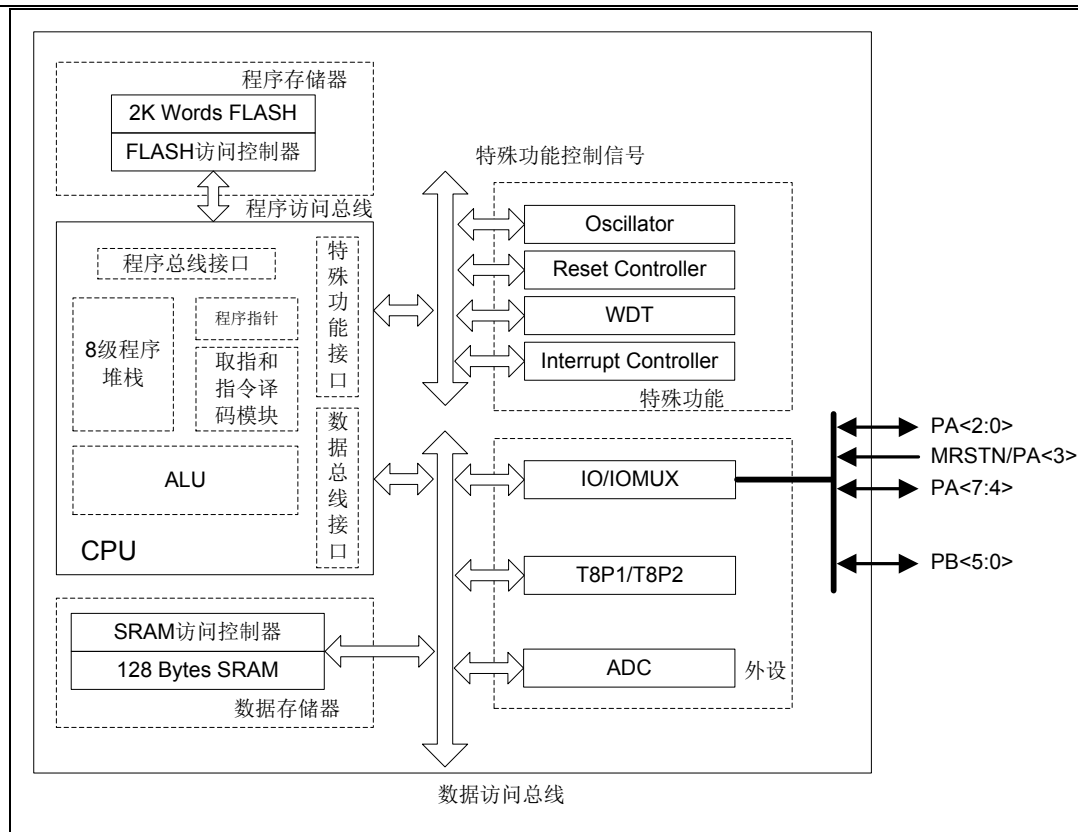 程序存储器
2K Words FLASH
FLASH访问控制器
程序访问总线
程序总线接口
8级程序
堆栈
程序指针
取指和
指令译
码模块
ALU
CPU
特
殊
功
能
接
口
数
据
总
线
接
口
SRAM访问控制器
128 Bytes SRAM
数据存储器
特殊功能控制信号
Oscillator
Reset Controller
WDT
Interrupt Controller
特殊功能
IO/IOMUX
T8P1/T8P2
ADC
外设
数据访问总线
PA<2:0>
MRSTN/PA<3>
PA<7:4>
PB<5:0>